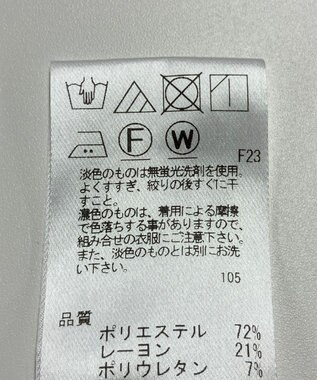 F W
F23
淡色のものは無蛍光洗剤を使用。
よくすすぎ、絞りの後すぐに干
すこと。
濃色のものは、着用による摩擦
で色落ちする事がありますので、
組み合せの衣服にご注意下さい。
また、淡色のものとは別にお洗
い下さい。
105
品質
ポリエステル 72%
レーヨン 21%
ポリウレタン 7%